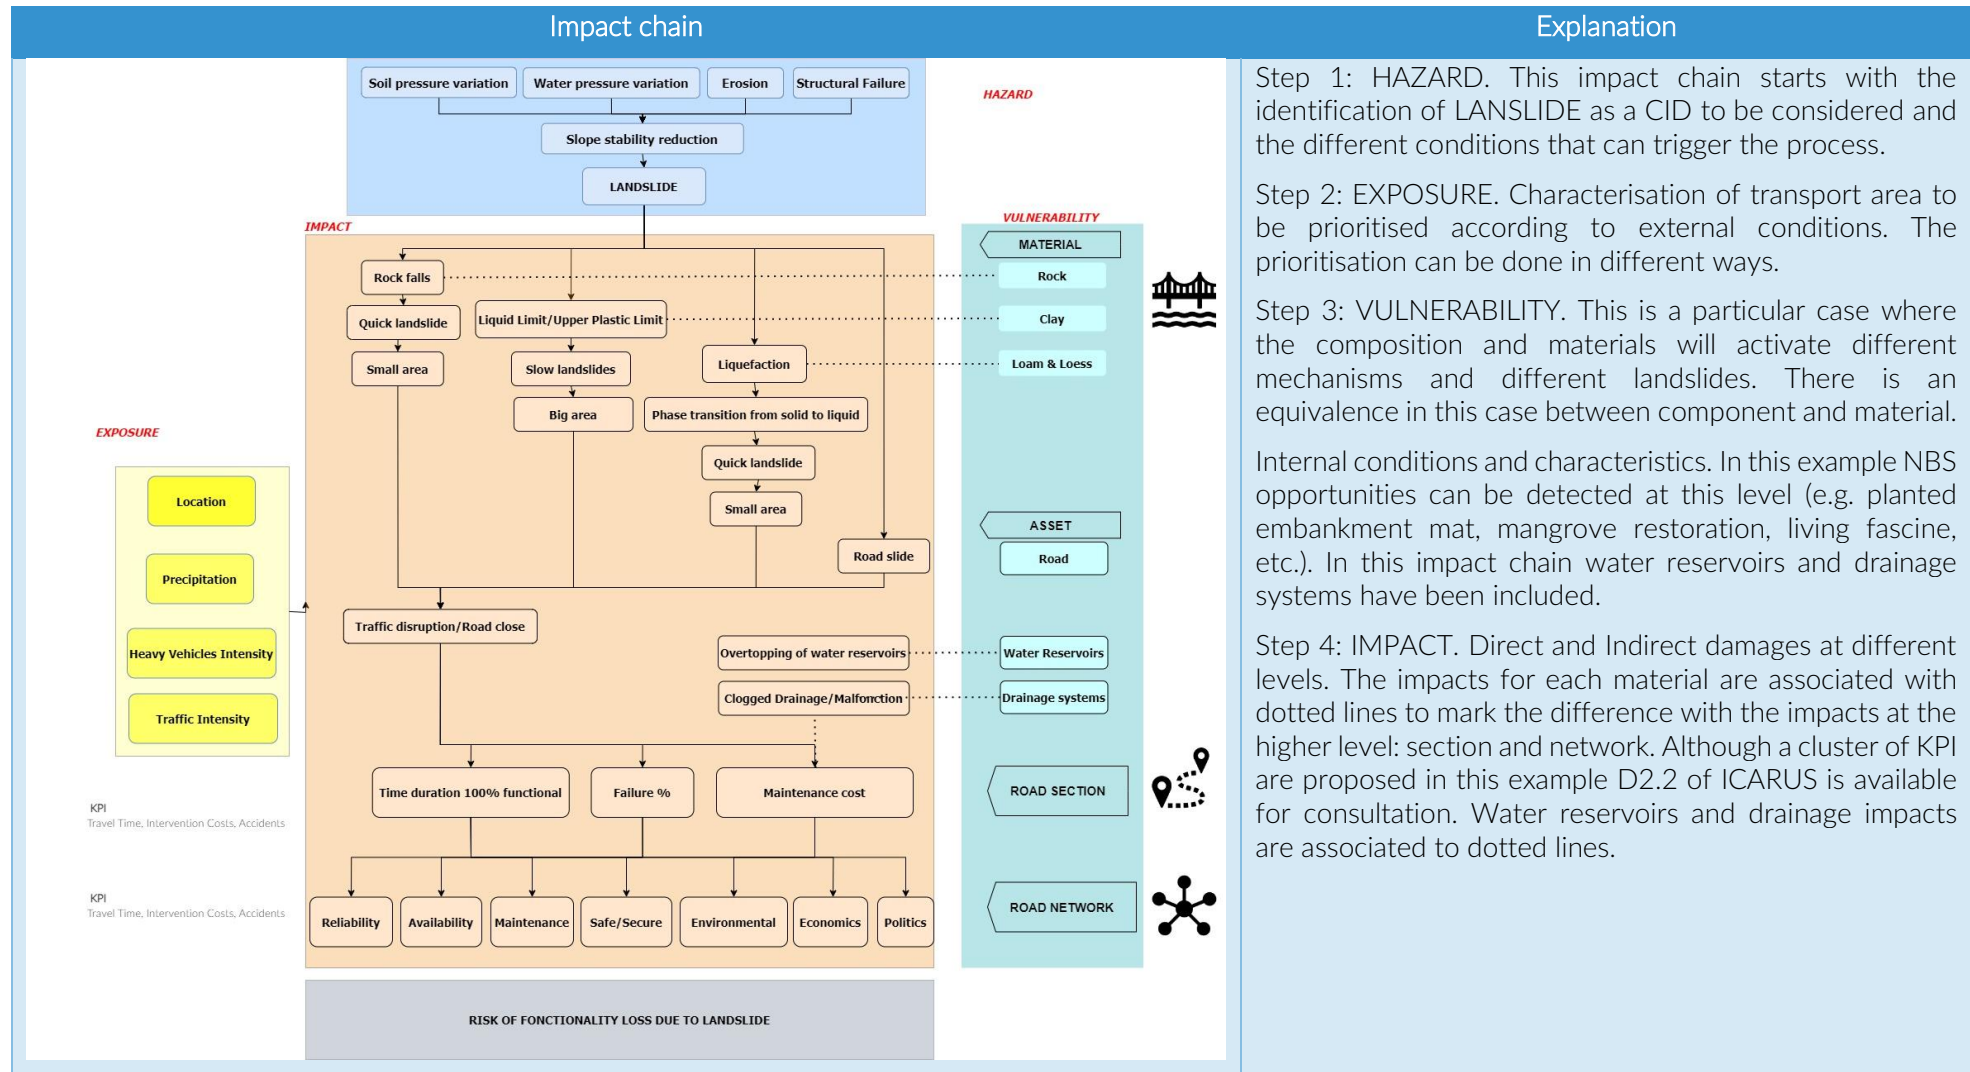 Impact chain
Explanation
Soil pressure variation
Water pressure variation
Erosion
Structural Failure
HAZARD
Slope stability reduction
LANDSLIDE
IMPACT
VULNERABILITY
MATERIAL
Rock falls
Rock
Quick landslide
Liquid Limit/Upper Plastic Limit
Clay
Small area
Slow landslides
Liquefaction
Loam & Loess
Big area
Phase transition from solid to liquid
EXPOSURE
Quick landslide
Location
Small area
ASSET
Road slide
Road
Precipitation
Traffic disruption/Road close
Heavy Vehicles Intensity
Overtopping of water reservoirs
Water Reservoirs
Clogged Drainage/Malfonction
Drainage systems
Traffic Intensity
Time duration 100% functional
Failure %
Maintenance cost
ROAD SECTION
KPI
Travel Time, Intervention Costs, Accidents
KPI
Travel Time, Intervention Costs, Accidents
Reliability
Availability
Maintenance
Safe/Secure
Environmental
Economics
Politics
ROAD NETWORK
RISK OF FONCTIONALITY LOSS DUE TO LANDSLIDE
Step 1: HAZARD. This impact chain starts with the
identification of LANSLIDE as a CID to be considered and
the different conditions that can trigger the process.
Step 2: EXPOSURE. Characterisation of transport area to
be prioritised according to external conditions. The
prioritisation can be done in different ways.
Step 3: VULNERABILITY. This is a particular case where
the composition and materials will activate different
mechanisms and different landslides. There is an
equivalence in this case between component and material.
Internal conditions and characteristics. In this example NBS
opportunities can be detected at this level (e.g. planted
embankment mat, mangrove restoration, living fascine,
etc.). In this impact chain water reservoirs and drainage
systems have been included.
Step 4: IMPACT. Direct and Indirect damages at different
levels. The impacts for each material are associated with
dotted lines to mark the difference with the impacts at the
higher level: section and network. Although a cluster of KPI
are proposed in this example D2.2 of ICARUS is available
for consultation. Water reservoirs and drainage impacts
are associated to dotted lines.